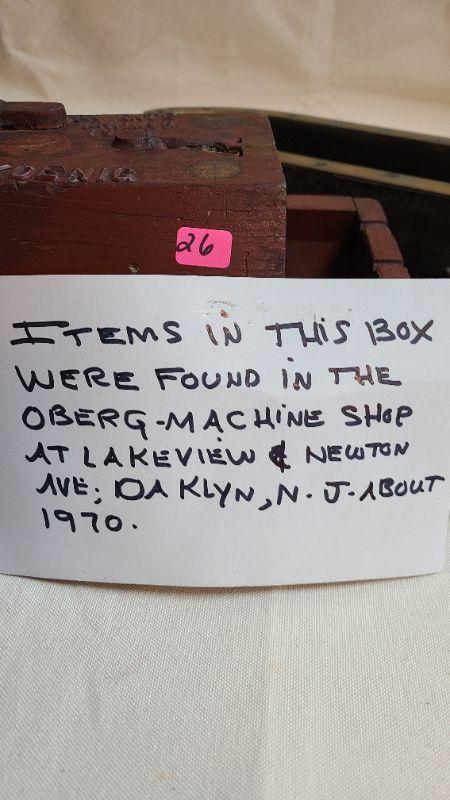 26
ITEMS IN THIS BOX
WERE FOUND IN THE
OBERG-MACHINE SHOP
AT LAKEVIEW & NEWTON
AVE; OAKLYN, N.J. ABOUT
1970.